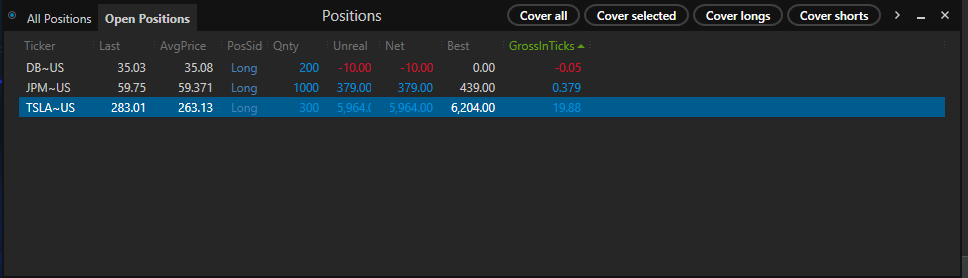 All Positions Open Positions Positions Cover all Cover selected Cover longs Cover shorts
Ticker Last AvgPrice PosSid Qnty Unreal Net Best GrossInTicks
DB~US 35.03 35.08 Long 200 -10.00 -10.00 0.00 -0.05
JPM~US 59.75 59.371 Long 1000 379.00 379.00 439.00 0.379
TSLA~US 283.01 263.13 Long 300 5,964.( 5,964.00 6,204.00 19.88